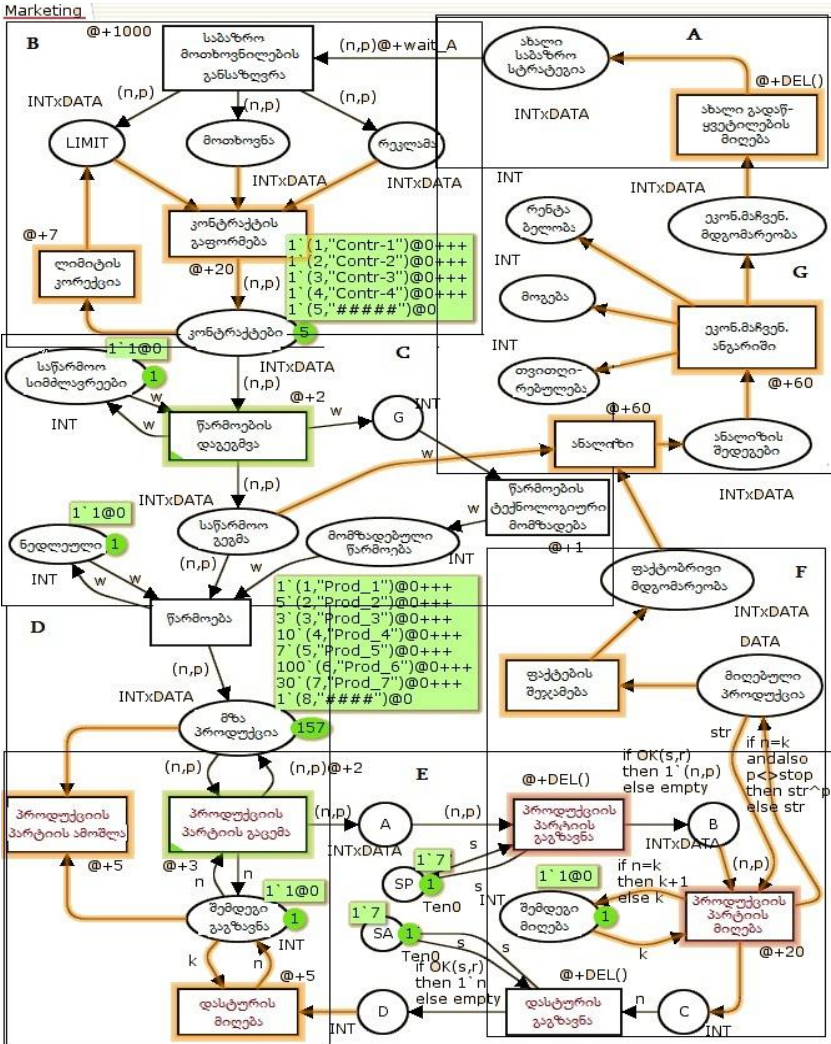 Marketing
B
@+1000
საბაზრო
მოთხოვნილების
განსაზღვრა
(n,p)@+wait_A
ახალი
საბაზრო
სტრატეგია
A
@+DEL()
INTxDATA
ახალი გადაწ-
ყვეტილების
მიღება
INTxDATA
(n,p)
(n,p)
(n,p)
LIMIT
მოთხოვნა
რეკლამა
INTxDATA
INTxDATA
INT
INTxDATA
კონტრაქტის
გაფორმება
@+20
@+7
ლიმიტის
კორექცია
(n,p)
1`(1,"Contr-1")@0+++
1`(2,"Contr-2")@0+++
1`(3,"Contr-3")@0+++
1`(4,"Contr-4")@0+++
1`(5,"#####")@0
კონტრაქტები
5
INTxDATA
რენტა
ბელობა
INT
მოგება
INT
თვითღი-
რებულება
ეკონ.მაჩვენ.
მდგომარეობა
G
ეკონ.მაჩვენ.
ანგარიში
@+60
1`1@0
საწარმოო
სიმძლავრეები
1
INT
C
(n,p)
@+2
w
w
წარმოების
დაგეგმვა
w
G
INT
@+60
ანალიზი
ანალიზის
შედეგები
INTxDATA
w
INTxDATA
(n,p)
წარმოების
ტექნოლოგიური
მომზადება
@+1
w
1`1@0
ნედლეული
1
INT
საწარმოო
გეგმა
(n,p)
მომზადებული
წარმოება
INT
w
w
w
წარმოება
D
(n,p)
INTxDATA
1`(1,"Prod_1")@0+++
5`(2,"Prod_2")@0+++
3`(3,"Prod_3")@0+++
10`(4,"Prod_4")@0+++
7`(5,"Prod_5")@0+++
100`(6,"Prod_6")@0+++
30`(7,"Prod_7")@0+++
1`(8,"####")@0
მზა
პროდუქცია
157
F
ფაქტობრივი
მდგომარეობა
INTxDATA
DATA
ფაქტების
შეჯამება
მიღებული
პროდუქცია
(n,p)
(n,p)@+2
E
str
if n=k
andalso
p<>stop
then str^p
else str
პროდუქციის
პარტიის ამოშლა
@+5
პროდუქციის
პარტიის გაცემა
@+3
(n,p)
A
INTxDATA
(n,p)
@+DEL()
პროდუქციის
პარტიის
გაგზავნა
if OK(s,r)
then 1`(n,p)
else empty
B
INTxDATA
(n,p)
n
n
1`1@0
შემდეგი
გაგზავნა
1
INT
1`7
SP
1
Ten0
s
s
INT
1`7
SA
1
Ten0
s
s
1`1@0
შემდეგი
მიღება
1
if n=k
then k+1
else k
k
პროდუქციის
პარტიის
მიღება
@+20
k
n
@+5
დასტურის
მიღება
D
INT
if OK(s,r)
then 1`n
else empty
@+DEL()
დასტურის
გაგზავნა
n
C
INT